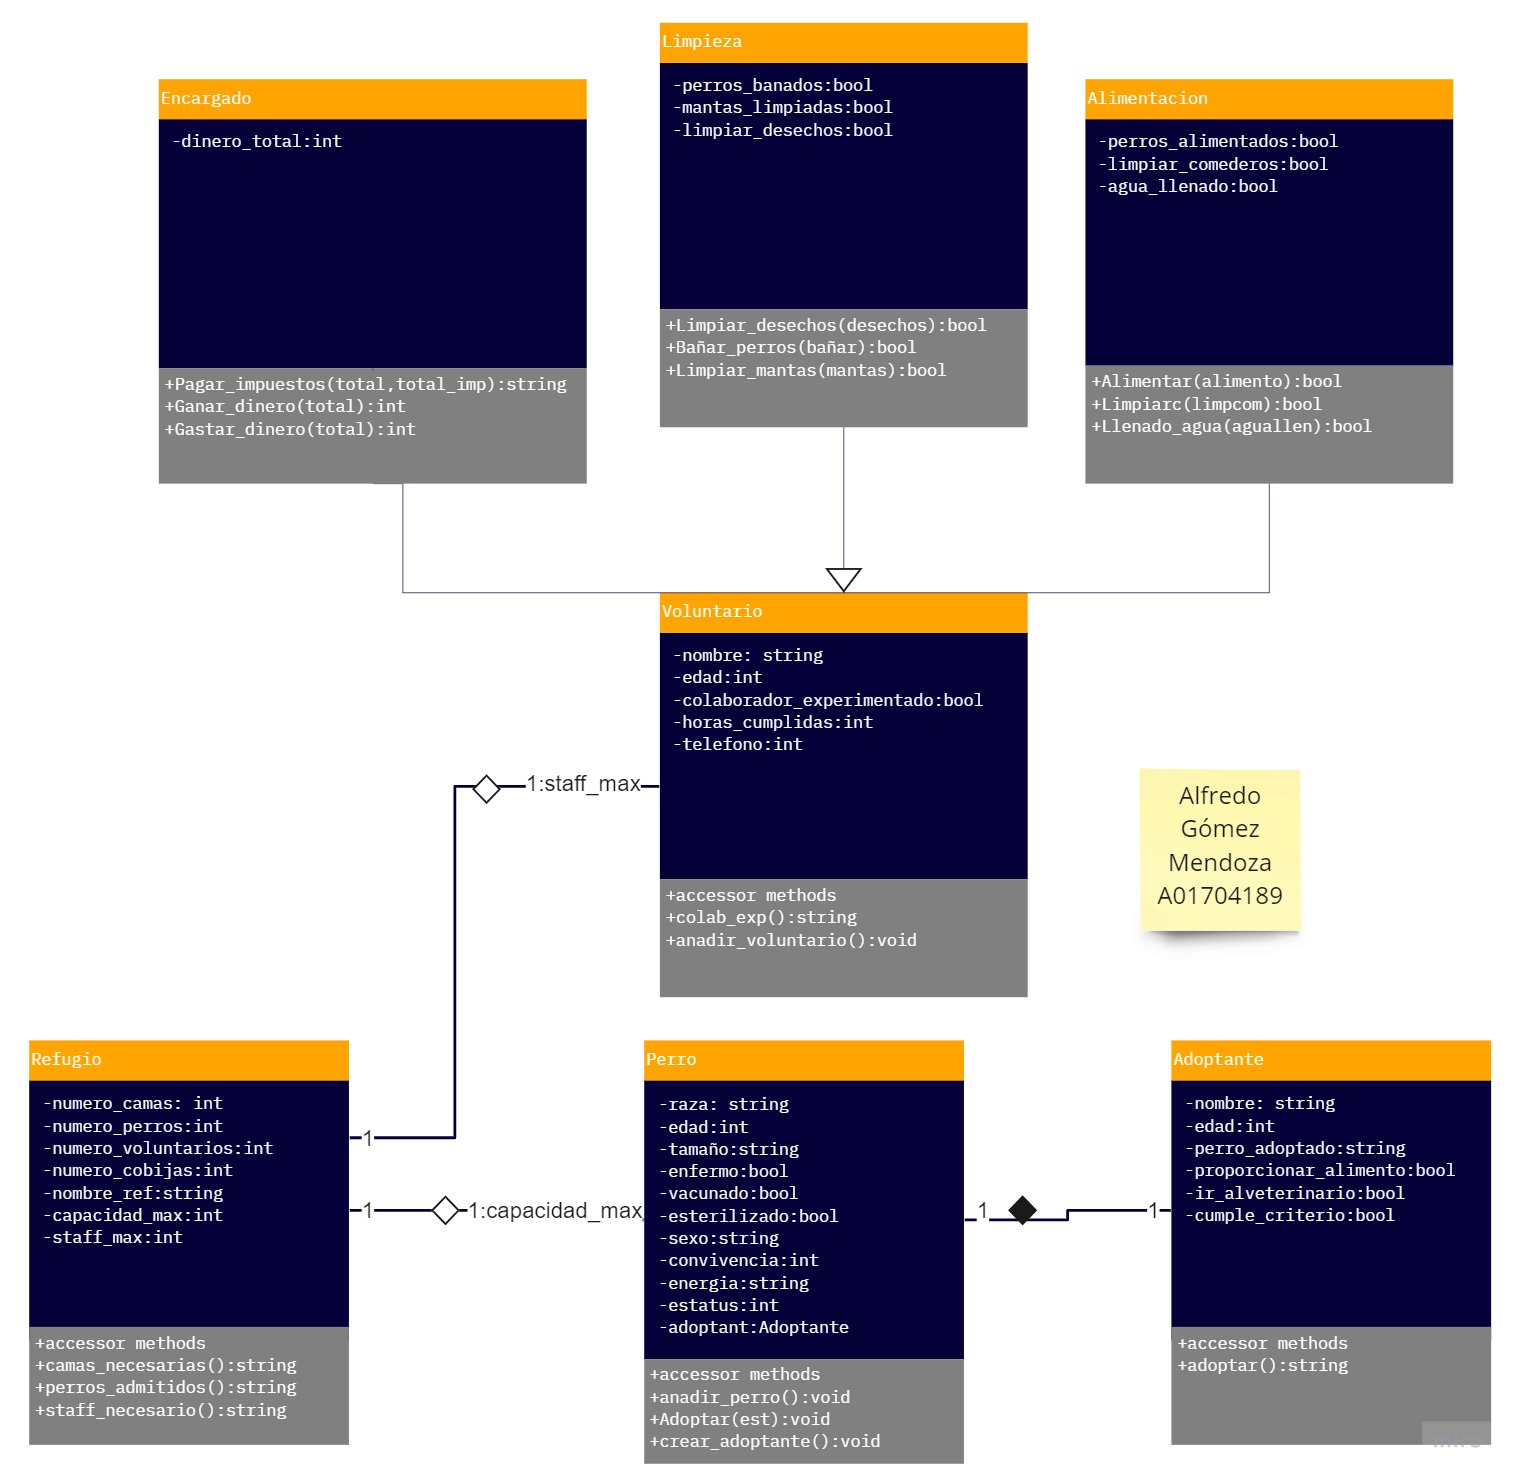 Limpieza
-perros_banados:bool
-mantas_limpiadas:bool
-limpiar_desechos:bool
+Limpiar_desechos(desechos):bool
+Bañar_perros(bañar):bool
+Limpiar_mantas(mantas):bool
Encargado
-dinero_total:int
+Pagar_impuestos(total,total_imp):string
+Ganar_dinero(total):int
+Gastar_dinero(total):int
Alimentacion
-perros_alimentados:bool
-limpiar_comederos:bool
-agua_llenado:bool
+Alimentar(alimento):bool
+Limpiarc(limpcom):bool
+Llenado_agua(aguallen):bool
Voluntario
-nombre: string
-edad:int
-colaborador_experimentado:bool
-horas_cumplidas:int
-telefono:int
+accessor methods
+colab_exp():string
+anadir_voluntario():void
1:staff_max
Alfredo
Gómez
Mendoza
A01704189
Refugio
-numero_camas: int
-numero_perros:int
-numero_voluntarios:int
-numero_cobijas:int
-nombre_ref:string
-capacidad_max:int
-staff_max:int
+accessor methods
+camas_necesarias():string
+perros_admitidos():string
+staff_necesario():string
1
1
1:capacidad_max
Perro
-raza: string
-edad:int
-tamaño:string
-enfermo:bool
-vacunado:bool
-esterilizado:bool
-sexo:string
-convivencia:int
-energia:string
-estatus:int
-adoptant:Adoptante
+accessor methods
+anadir_perro():void
+Adoptar(est):void
+crear_adoptante():void
1
1
Adoptante
-nombre: string
-edad:int
-perro_adoptado:string
-proporcionar_alimento:bool
-ir_alveterinario:bool
-cumple_criterio:bool
+accessor methods
+adoptar():string
miro